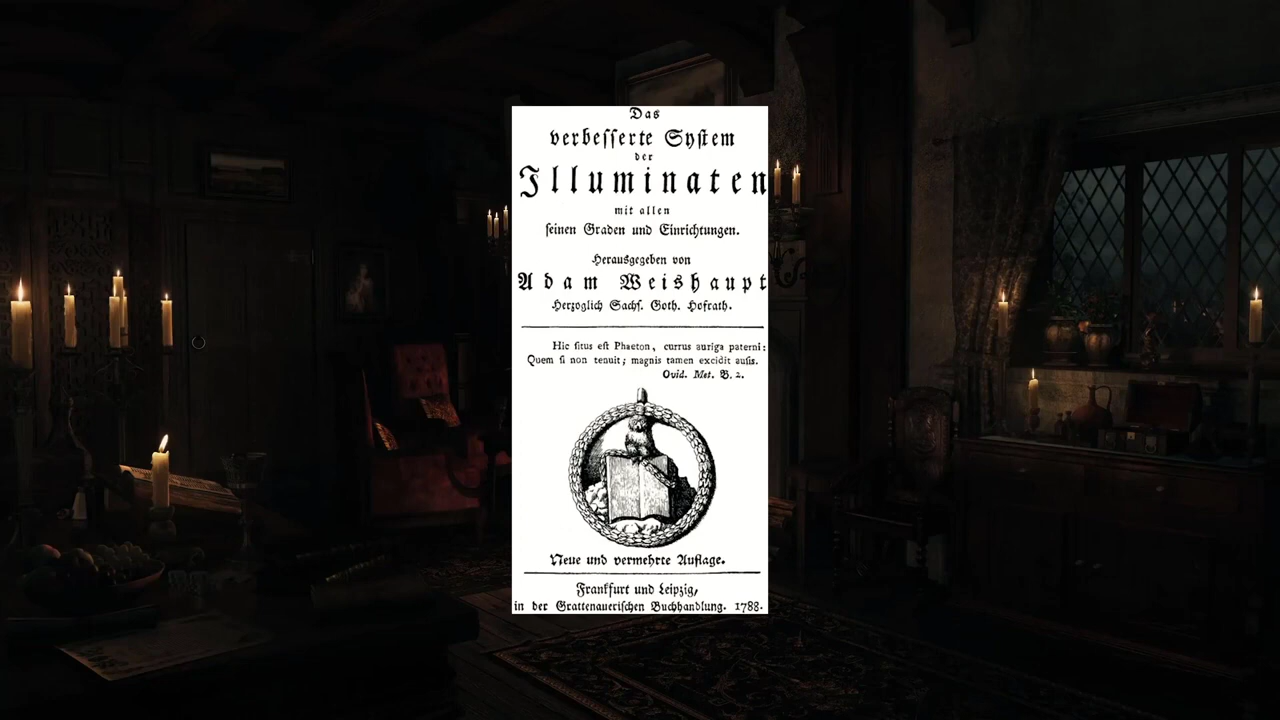 Das
verbesserte System
der
Illuminaten
mit allen
seinen Graden und Einrichtungen.
Herausgegeben von
Adam Weishaupt
Herzoglich Sachs. Goth. Hofrath.
Hic situs est Phaeton, currus auriga paterni:
Quem si non tenuit; magnis tamen excidit ausis.
Ovid. Met. B. 2.
Neue und vermehrte Auflage.
Frankfurt und Leipzig,
in der Grattenauerischen Buchhandlung. 1788.